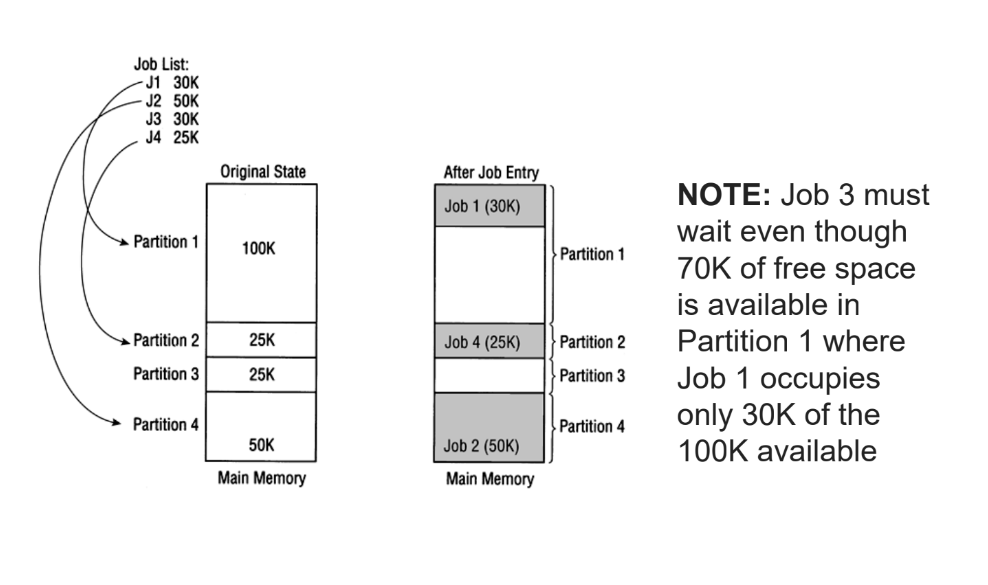 Job List:
J1 30K
J2 50K
J3 30K
J4 25K
Original State
Partition 1
100K
Partition 2
25K
Partition 3
25K
Partition 4
50K
Main Memory
After Job Entry
Job 1 (30K)
Partition 1
Job 4 (25K)
Partition 2
Partition 3
Partition 4
Job 2 (50K)
Main Memory
NOTE: Job 3 must
wait even though
70K of free space
is available in
Partition 1 where
Job 1 occupies
only 30K of the
100K available